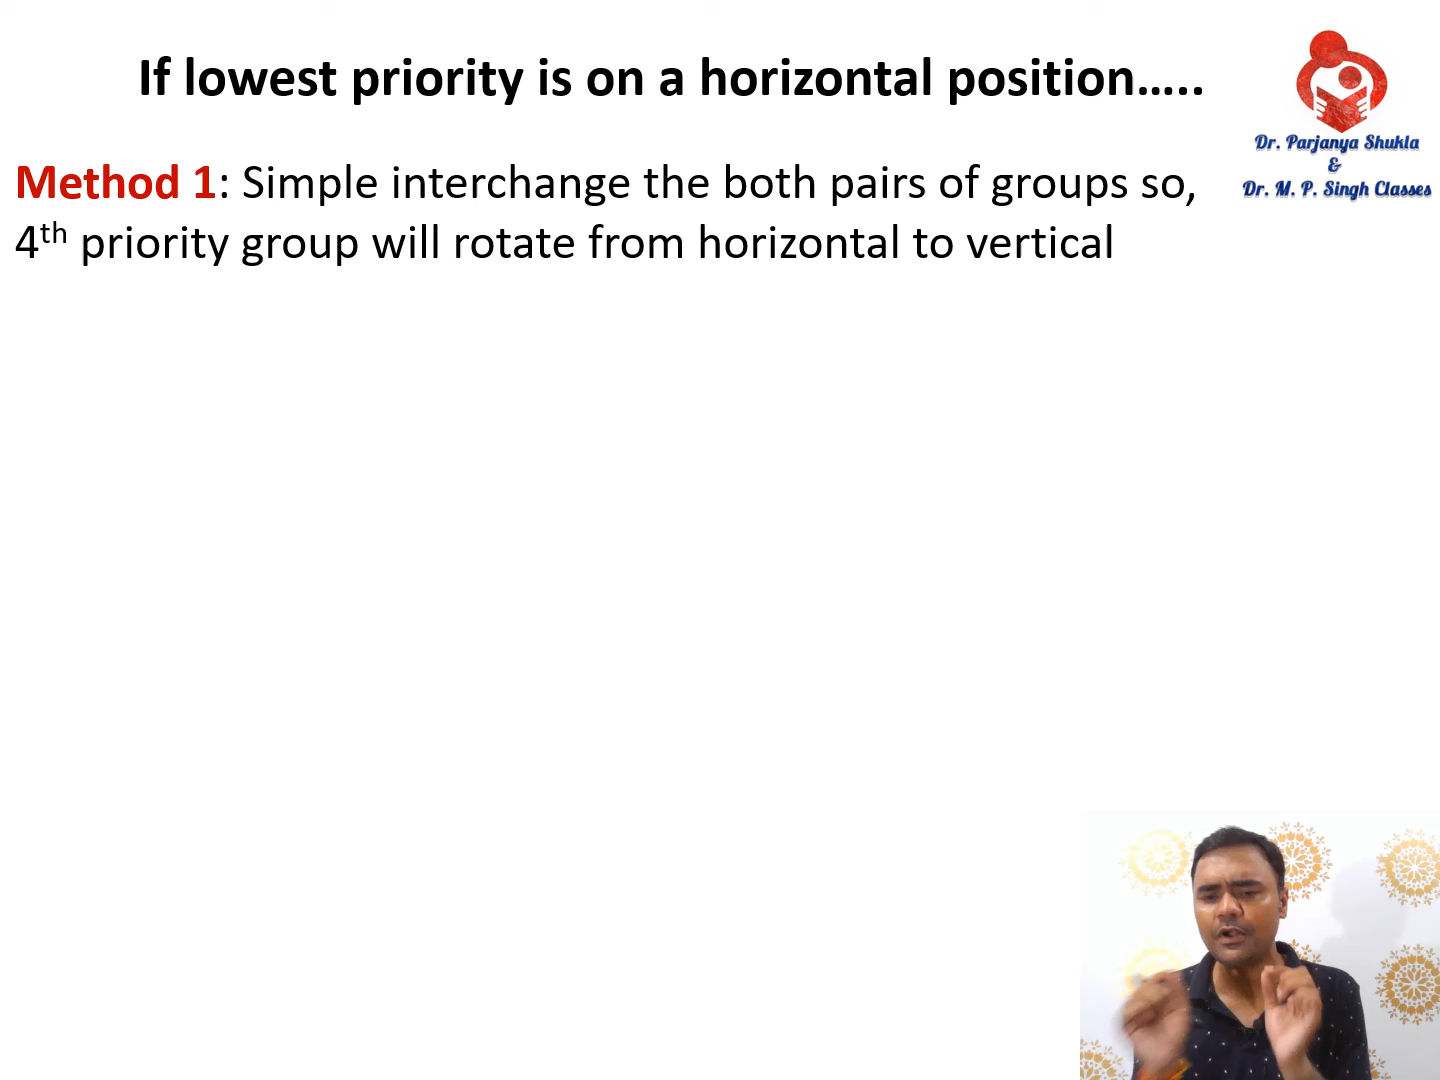 If lowest priority is on a horizontal position…..
Dr. Parjanya Shukla
&
Dr. M. P. Singh Classes
Method 1: Simple interchange the both pairs of groups so,
4th priority group will rotate from horizontal to vertical